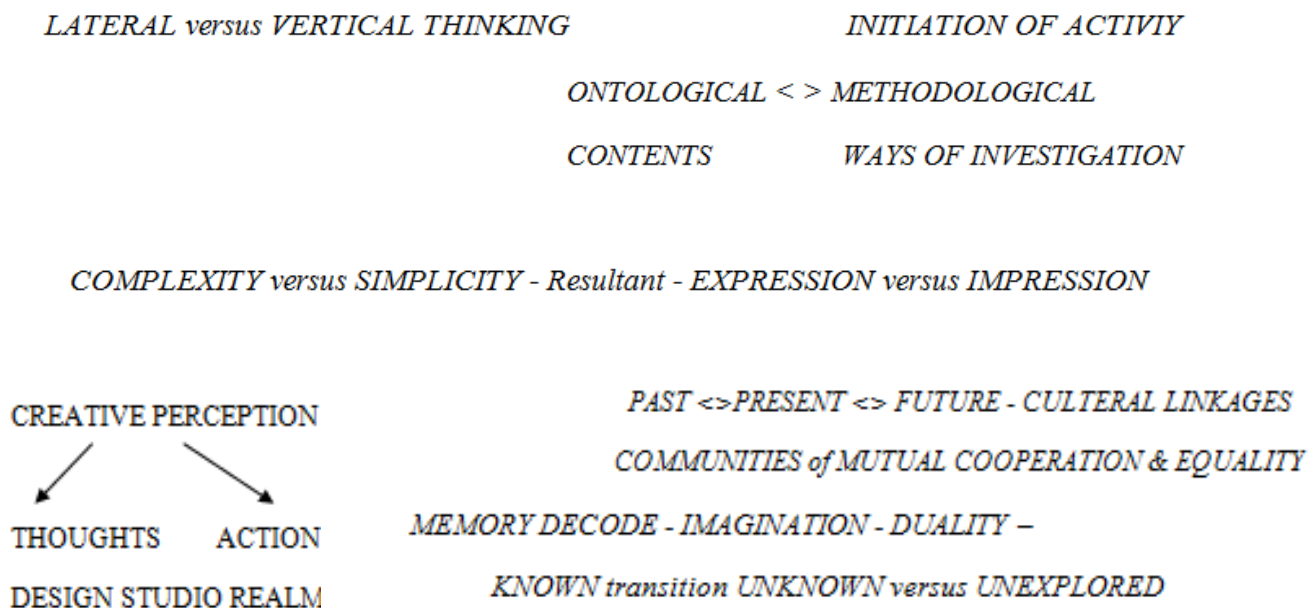 LATERAL versus VERTICAL THINKING
INITIATION OF ACTIVIY
ONTOLOGICAL < > METHODOLOGICAL
CONTENTS
WAYS OF INVESTIGATION
COMPLEXITY versus SIMPLICITY - Resultant - EXPRESSION versus IMPRESSION
CREATIVE PERCEPTION
THOUGHTS
ACTION
DESIGN STUDIO REALM
PAST <>PRESENT <> FUTURE - CULTERAL LINKAGES
COMMUNITIES of MUTUAL COOPERATION & EQUALITY
MEMORY DECODE - IMAGINATION - DUALITY –
KNOWN transition UNKNOWN versus UNEXPLORED